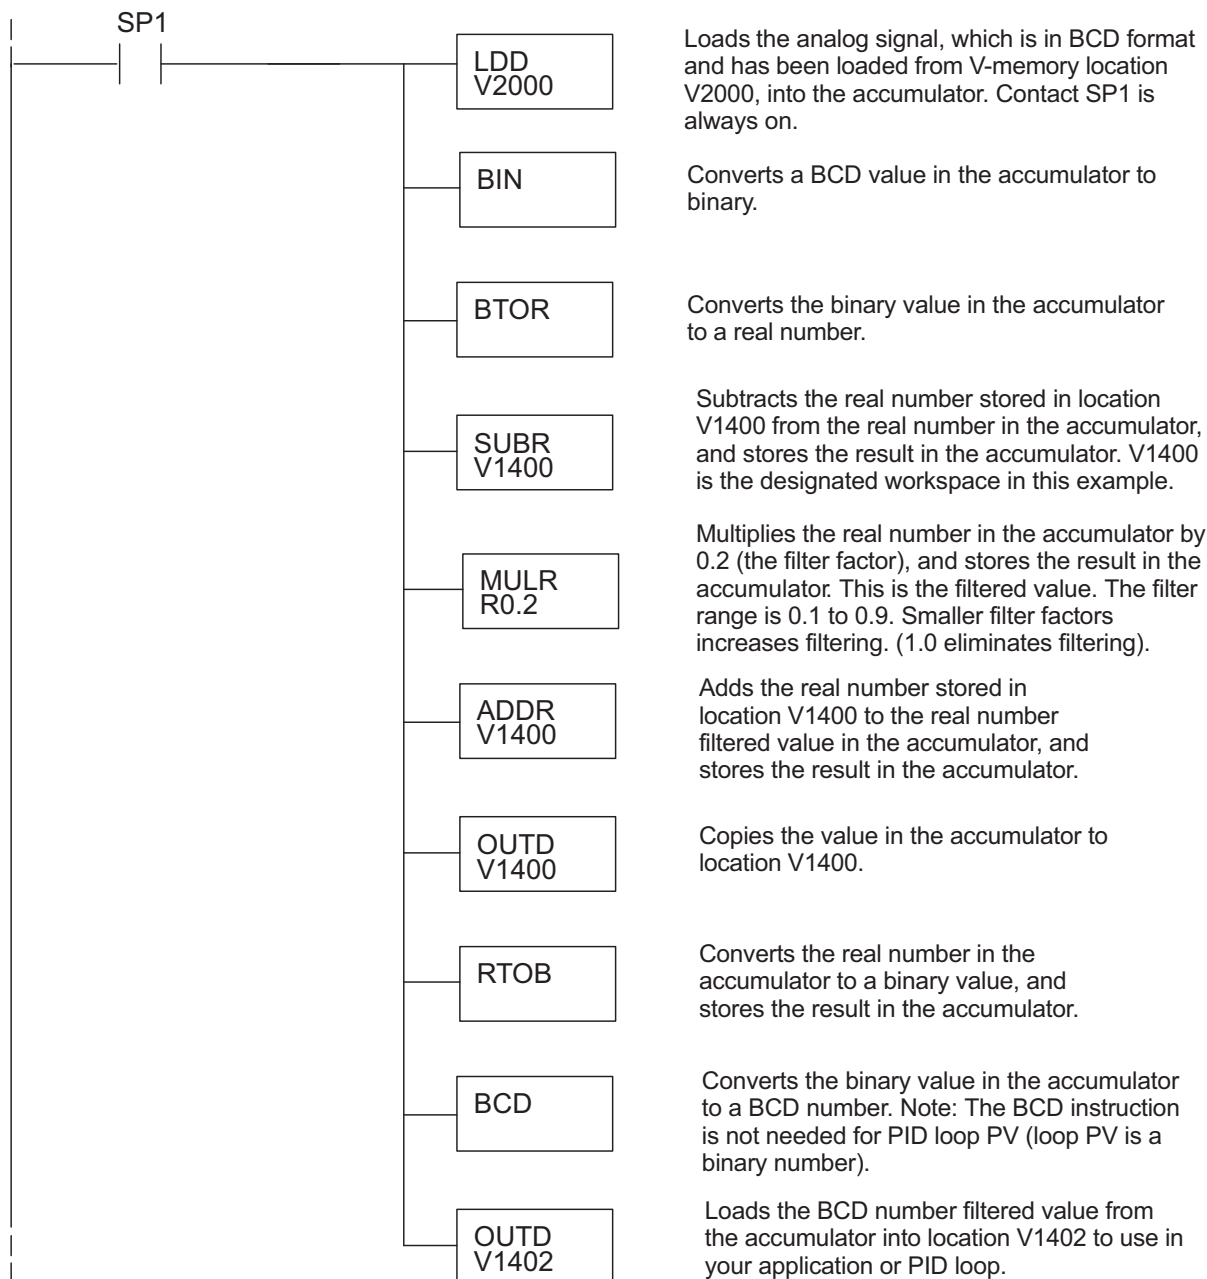 SP1
LDD
V2000
Loads the analog signal, which is in BCD format
and has been loaded from V-memory location
V2000, into the accumulator. Contact SP1 is
always on.
BIN
Converts a BCD value in the accumulator to
binary.
BTOR
Converts the binary value in the accumulator
to a real number.
SUBR
V1400
Subtracts the real number stored in location
V1400 from the real number in the accumulator,
and stores the result in the accumulator. V1400
is the designated workspace in this example.
MULR
R0.2
Multiplies the real number in the accumulator by
0.2 (the filter factor), and stores the result in the
accumulator. This is the filtered value. The filter
range is 0.1 to 0.9. Smaller filter factors
increases filtering. (1.0 eliminates filtering).
ADDR
V1400
Adds the real number stored in
location V1400 to the real number
filtered value in the accumulator, and
stores the result in the accumulator.
OUTD
V1400
Copies the value in the accumulator to
location V1400.
RTOB
Converts the real number in the
accumulator to a binary value, and
stores the result in the accumulator.
BCD
Converts the binary value in the accumulator
to a BCD number. Note: The BCD instruction
is not needed for PID loop PV (loop PV is a
binary number).
OUTD
V1402
Loads the BCD number filtered value from
the accumulator into location V1402 to use in
your application or PID loop.